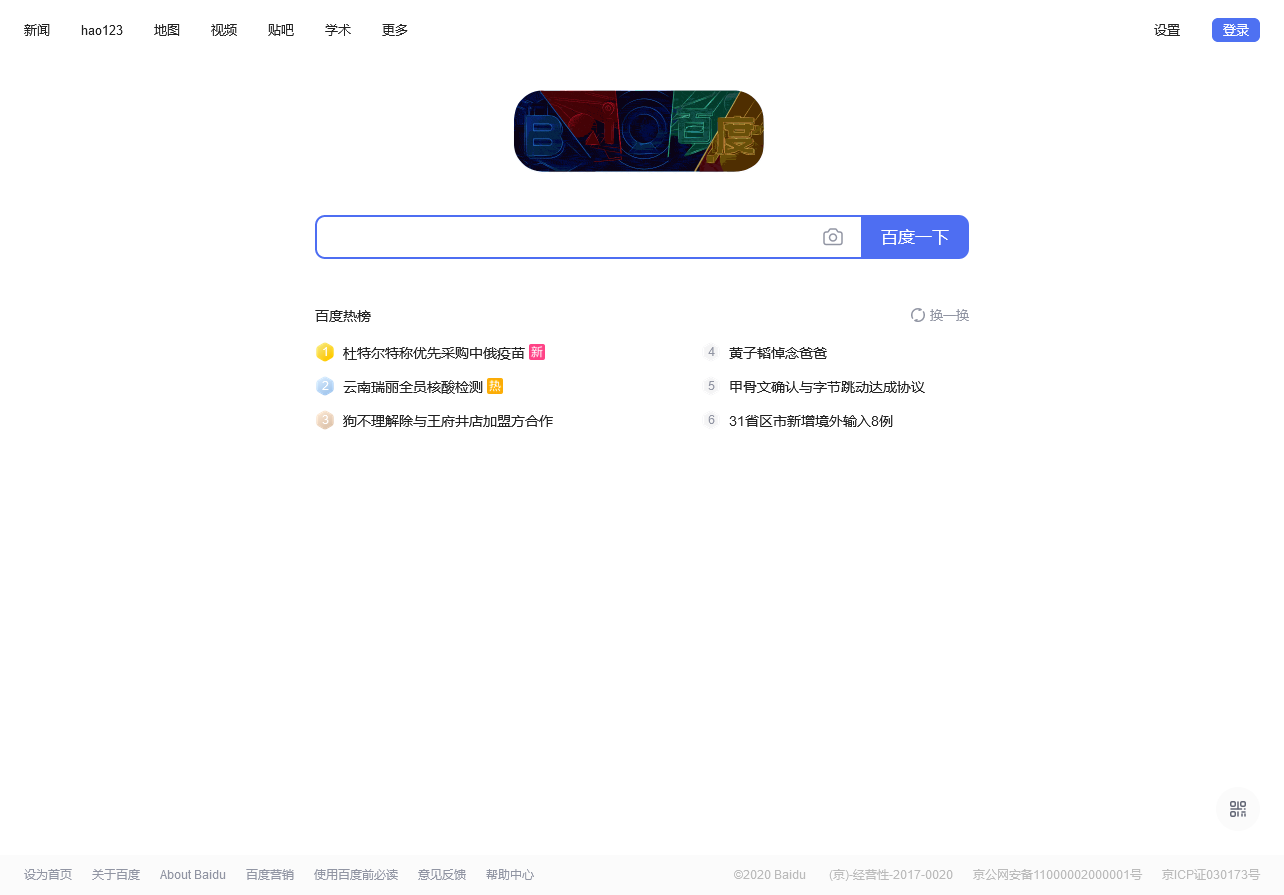 新闻 hao123 地图 视频 贴吧 学术 更多 设置 登录
B 百度
百度一下
百度热榜 换一换
1 杜特尔特称优先采购中俄疫苗 新
2 云南瑞丽全员核酸检测 热
3 狗不理解除与王府井店加盟方合作
4 黄子韬悼念爸爸
5 甲骨文确认与字节跳动达成协议
6 31省区市新增境外输入8例
设为首页 关于百度 About Baidu 百度营销 使用百度前必读 意见反馈 帮助中心 ©2020 Baidu (京)-经营性-2017-0020 京公网安备11000002000001号 京ICP证030173号